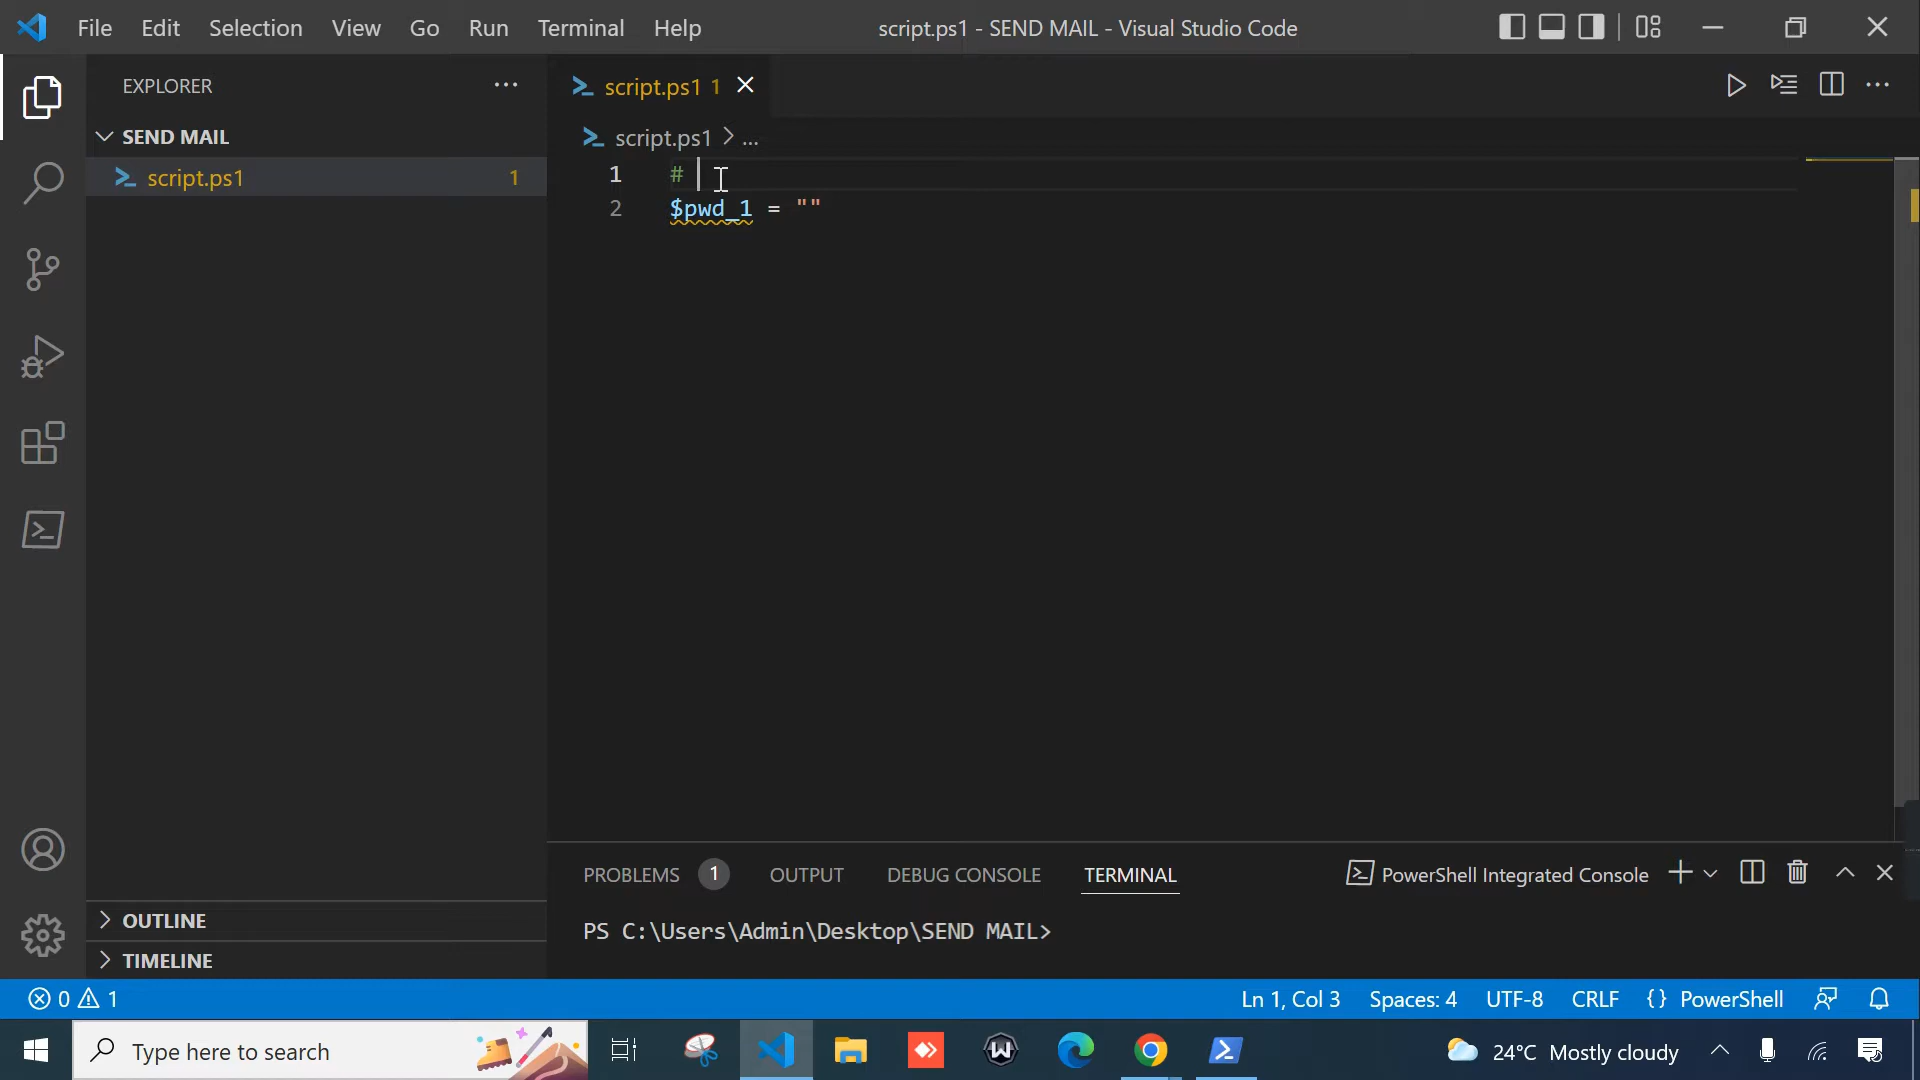 File Edit Selection View Go Run Terminal Help script.ps1 - SEND MAIL - Visual Studio Code
EXPLORER ···
SEND MAIL
script.ps1 1
script.ps1 1
script.ps1 > ...
1 #
2 $pwd_1 = ""
OUTLINE
TIMELINE
PROBLEMS 1 OUTPUT DEBUG CONSOLE TERMINAL PowerShell Integrated Console
PS C:\Users\Admin\Desktop\SEND MAIL>
0 1 Ln 1, Col 3 Spaces: 4 UTF-8 CRLF {} PowerShell
Type here to search 24°C Mostly cloudy